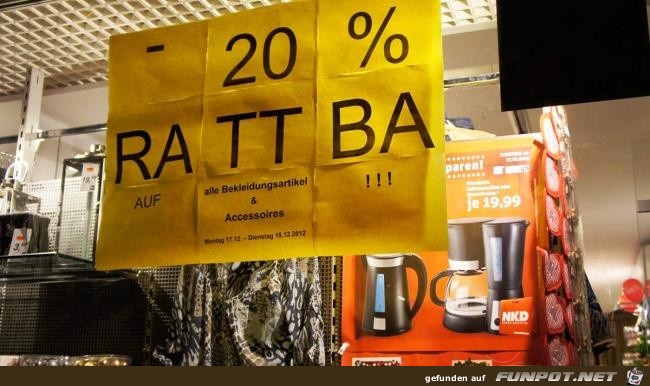 - 20 %
RA TT BA
AUF
!!!
alle Bekleidungsartikel
&
Accessoires
Montag 17.12. – Dienstag 18.12.2012
paren!
je 19,99
NKD
gefunden auf FUNPOT.NET